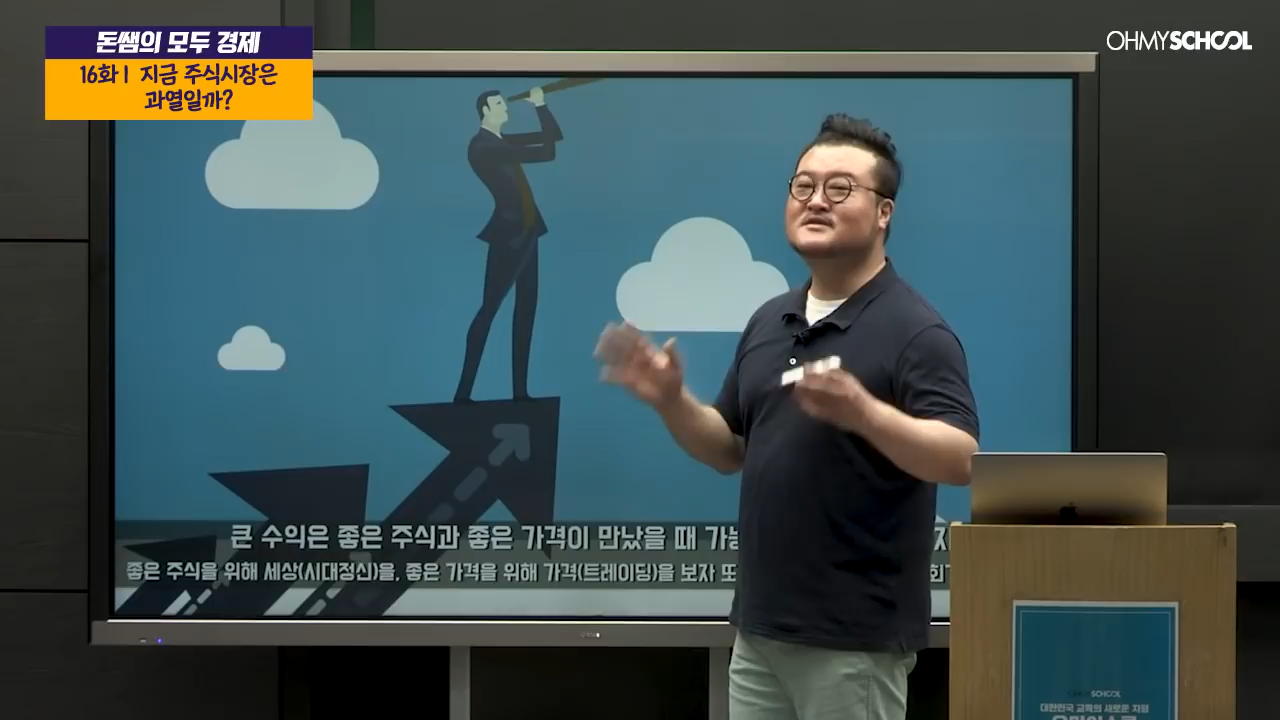 돈쌤의 모두 경제
16화 | 지금 주식시장은
과열일까?
OHMYSCHOOL
큰 수익은 좋은 주식과 좋은 가격이 만났을 때
좋은 주식을 위해 세상(시대정신)을, 좋은 가격을 위해 가격(트레이딩)을 보자
OHMYSCHOOL
대한민국 교육의 새로운 지평